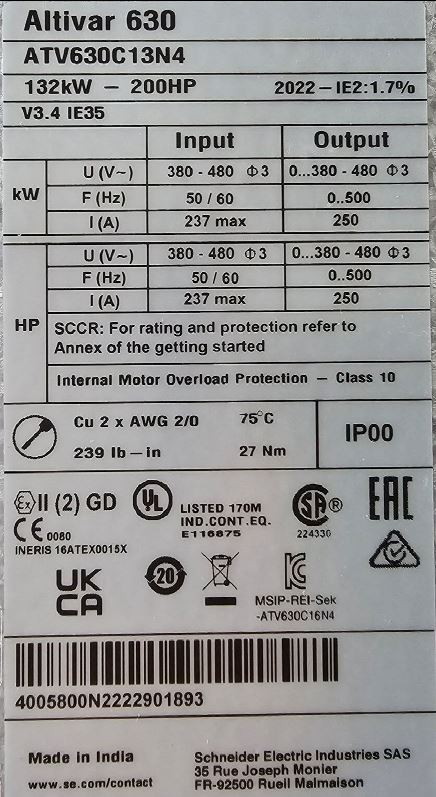 Altivar 630
ATV630C13N4
132kW – 200HP 2022 – IE2:1.7%
V3.4 IE35
Input Output
kW
U (V~) 380 - 480 Φ3 0...380 - 480 Φ3
F (Hz) 50 / 60 0..500
I (A) 237 max 250
HP
U (V~) 380 - 480 Φ3 0...380 - 480 Φ3
F (Hz) 50 / 60 0..500
I (A) 237 max 250
SCCR: For rating and protection refer to
Annex of the getting started
Internal Motor Overload Protection – Class 10
Cu 2 x AWG 2/0 75°C
239 lb – in 27 Nm
IP00
Ex II (2) GD
CE 0080
INERIS 16ATEX0015X
UL LISTED 170M
IND.CONT.EQ.
E116875
SA ®
224330
EAC
UK
CA
20
MSIP-REI-Sek
-ATV630C16N4
4005800N2222901893
Made in India
www.se.com/contact
Schneider Electric Industries SAS
35 Rue Joseph Monier
FR-92500 Rueil Malmaison